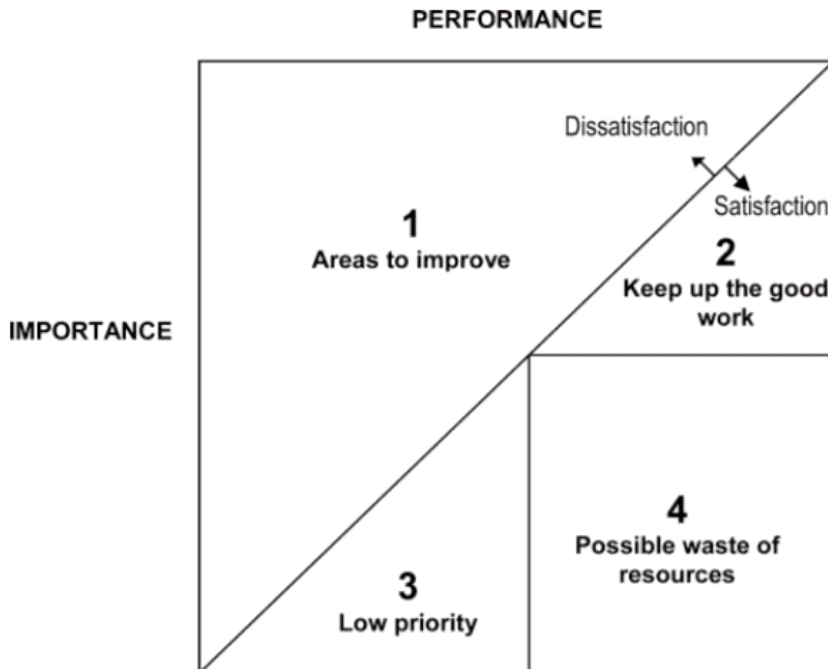 PERFORMANCE
Dissatisfaction
Satisfaction
1
Areas to improve
2
Keep up the good
work
IMPORTANCE
4
Possible waste of
resources
3
Low priority